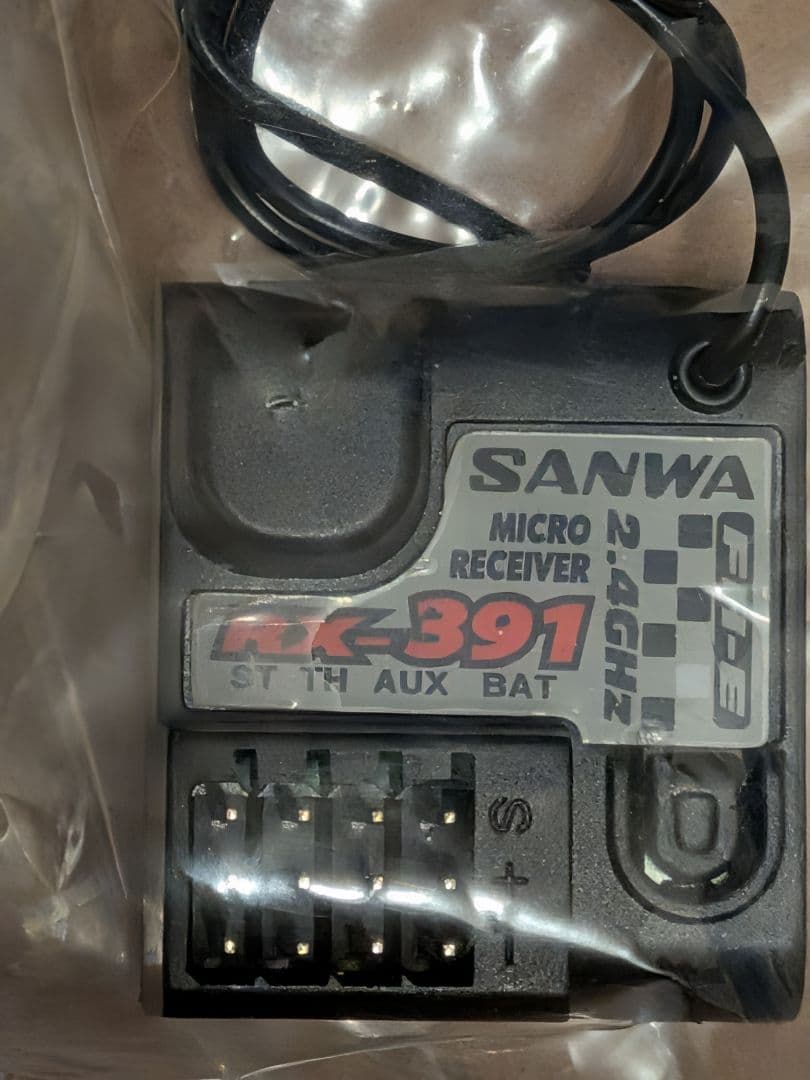 SANWA
MICRO
RECEIVER
RX-391
ST TH AUX BAT
2.4GHz
S
+
-